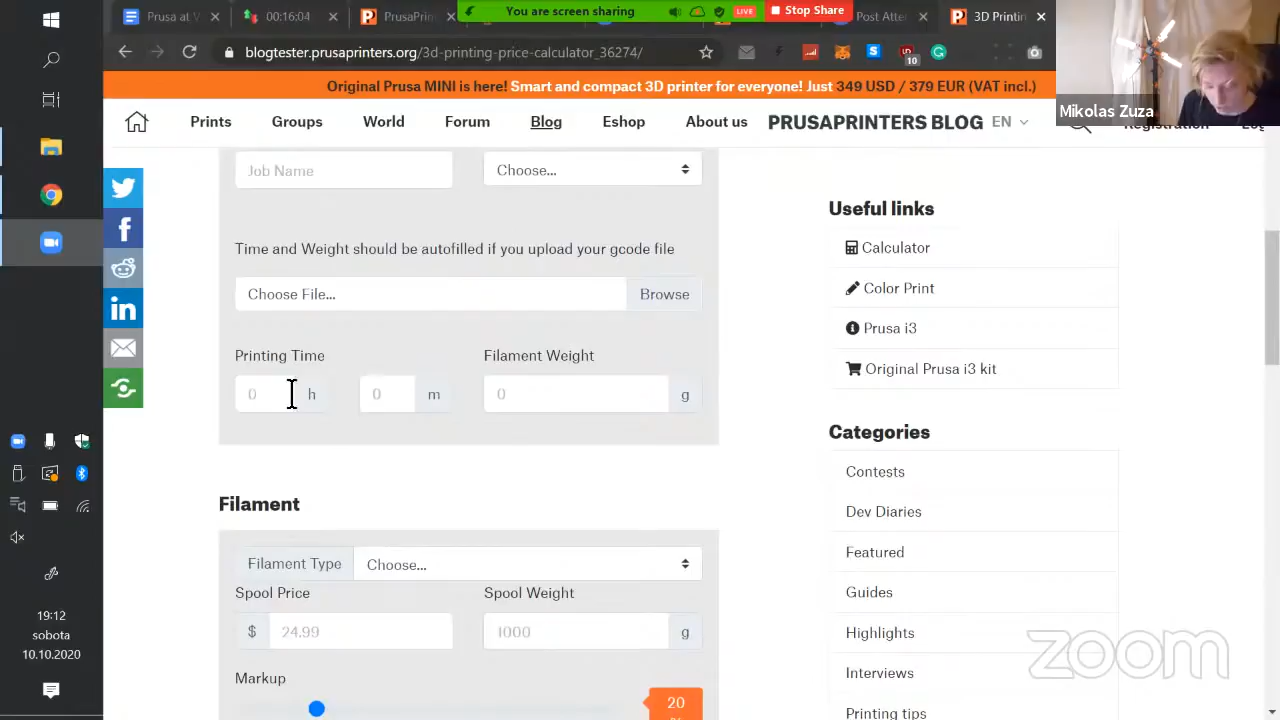 Prusa at V
00:16:04
PrusaPrin
You are screen sharing
LIVE
Stop Share
Post Atte
3D Printin
blogtester.prusaprinters.org/3d-printing-price-calculator_36274/
10
Original Prusa MINI is here! Smart and compact 3D printer for everyone! Just 349 USD / 379 EUR (VAT incl.)
Mikolas Zuza
Prints
Groups
World
Forum
Blog
Eshop
About us
PRUSAPRINTERS BLOG
EN
Registration
Job Name
Choose...
Time and Weight should be autofilled if you upload your gcode file
Choose File...
Browse
Printing Time
Filament Weight
0 h
0 m
0 g
Filament
Filament Type
Choose...
Spool Price
Spool Weight
$ 24.99
1000 g
Markup
20
%
Useful links
Calculator
Color Print
Prusa i3
Original Prusa i3 kit
Categories
Contests
Dev Diaries
Featured
Guides
Highlights
Interviews
Printing tips
19:12
sobota
10.10.2020
zoom